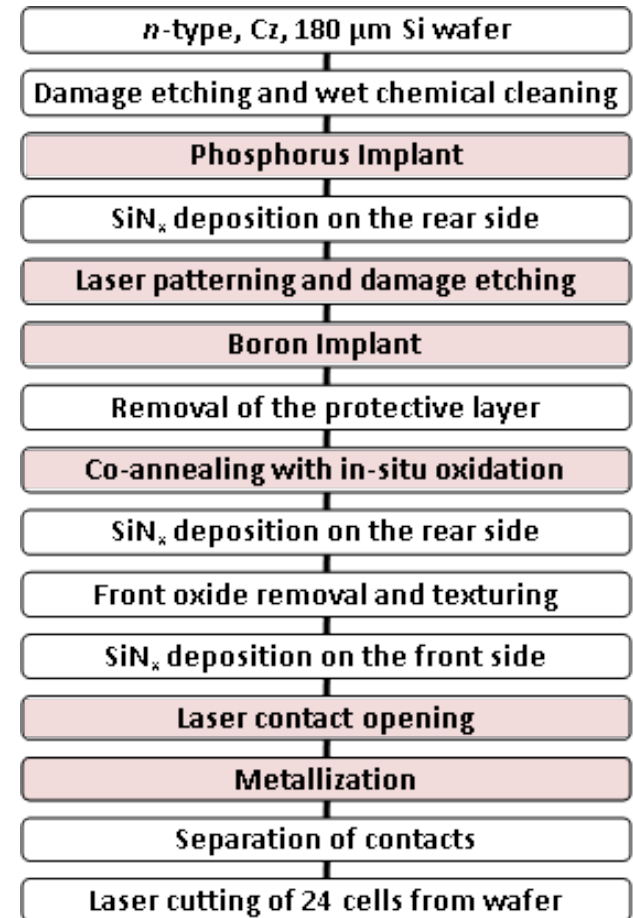 n-type, Cz, 180 µm Si wafer
Damage etching and wet chemical cleaning
Phosphorus Implant
SiNₓ deposition on the rear side
Laser patterning and damage etching
Boron Implant
Removal of the protective layer
Co-annealing with in-situ oxidation
SiNₓ deposition on the rear side
Front oxide removal and texturing
SiNₓ deposition on the front side
Laser contact opening
Metallization
Separation of contacts
Laser cutting of 24 cells from wafer